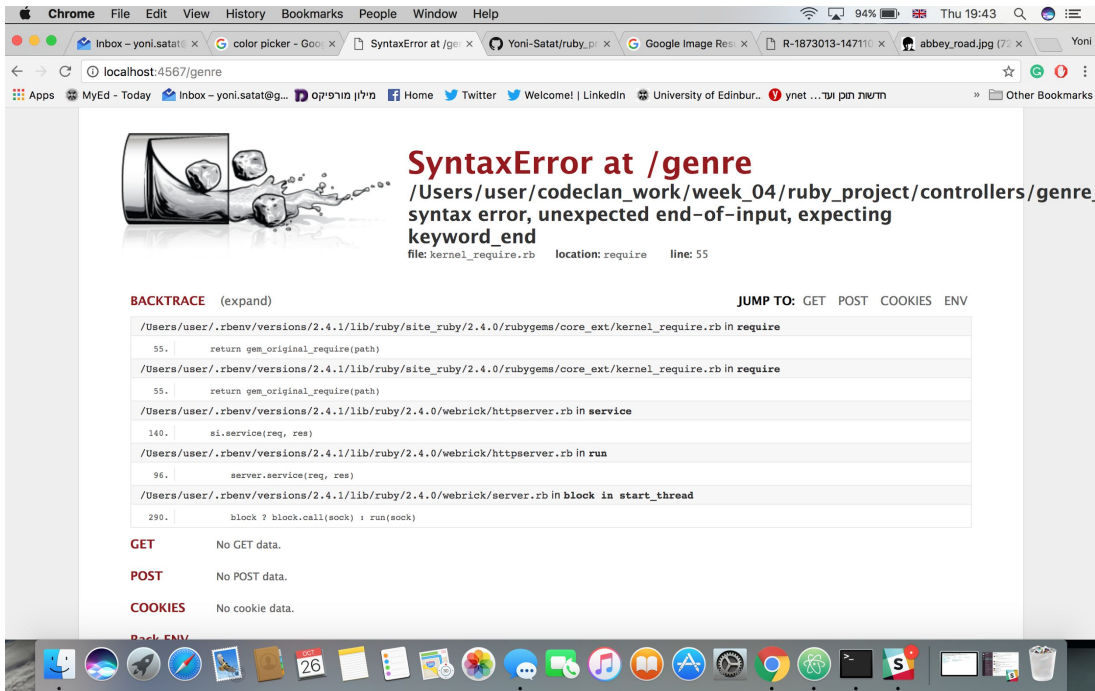 Chrome File Edit View History Bookmarks People Window Help 94% Thu 19:43
Inbox – yoni.satat@ color picker - Goog SyntaxError at /gen Yoni-Satat/ruby_pr Google Image Res R-1873013-147110 abbey_road.jpg (72 Yoni
localhost:4567/genre
Apps MyEd - Today Inbox – yoni.satat@g... מילון מורפיקס Home Twitter Welcome! | LinkedIn University of Edinbur.. ynet חדשות תוכן ועד... » Other Bookmarks
SyntaxError at /genre
/Users/user/codeclan_work/week_04/ruby_project/controllers/genre_
syntax error, unexpected end-of-input, expecting
keyword_end
file: kernel_require.rb location: require line: 55
BACKTRACE (expand) JUMP TO: GET POST COOKIES ENV
/Users/user/.rbenv/versions/2.4.1/lib/ruby/site_ruby/2.4.0/rubygems/core_ext/kernel_require.rb in require
55. return gem_original_require(path)
/Users/user/.rbenv/versions/2.4.1/lib/ruby/site_ruby/2.4.0/rubygems/core_ext/kernel_require.rb in require
55. return gem_original_require(path)
/Users/user/.rbenv/versions/2.4.1/lib/ruby/2.4.0/webrick/httpserver.rb in service
140. si.service(req, res)
/Users/user/.rbenv/versions/2.4.1/lib/ruby/2.4.0/webrick/httpserver.rb in run
96. server.service(req, res)
/Users/user/.rbenv/versions/2.4.1/lib/ruby/2.4.0/webrick/server.rb in block in start_thread
290. block ? block.call(sock) : run(sock)
GET No GET data.
POST No POST data.
COOKIES No cookie data.
Rack ENV
OCT
26